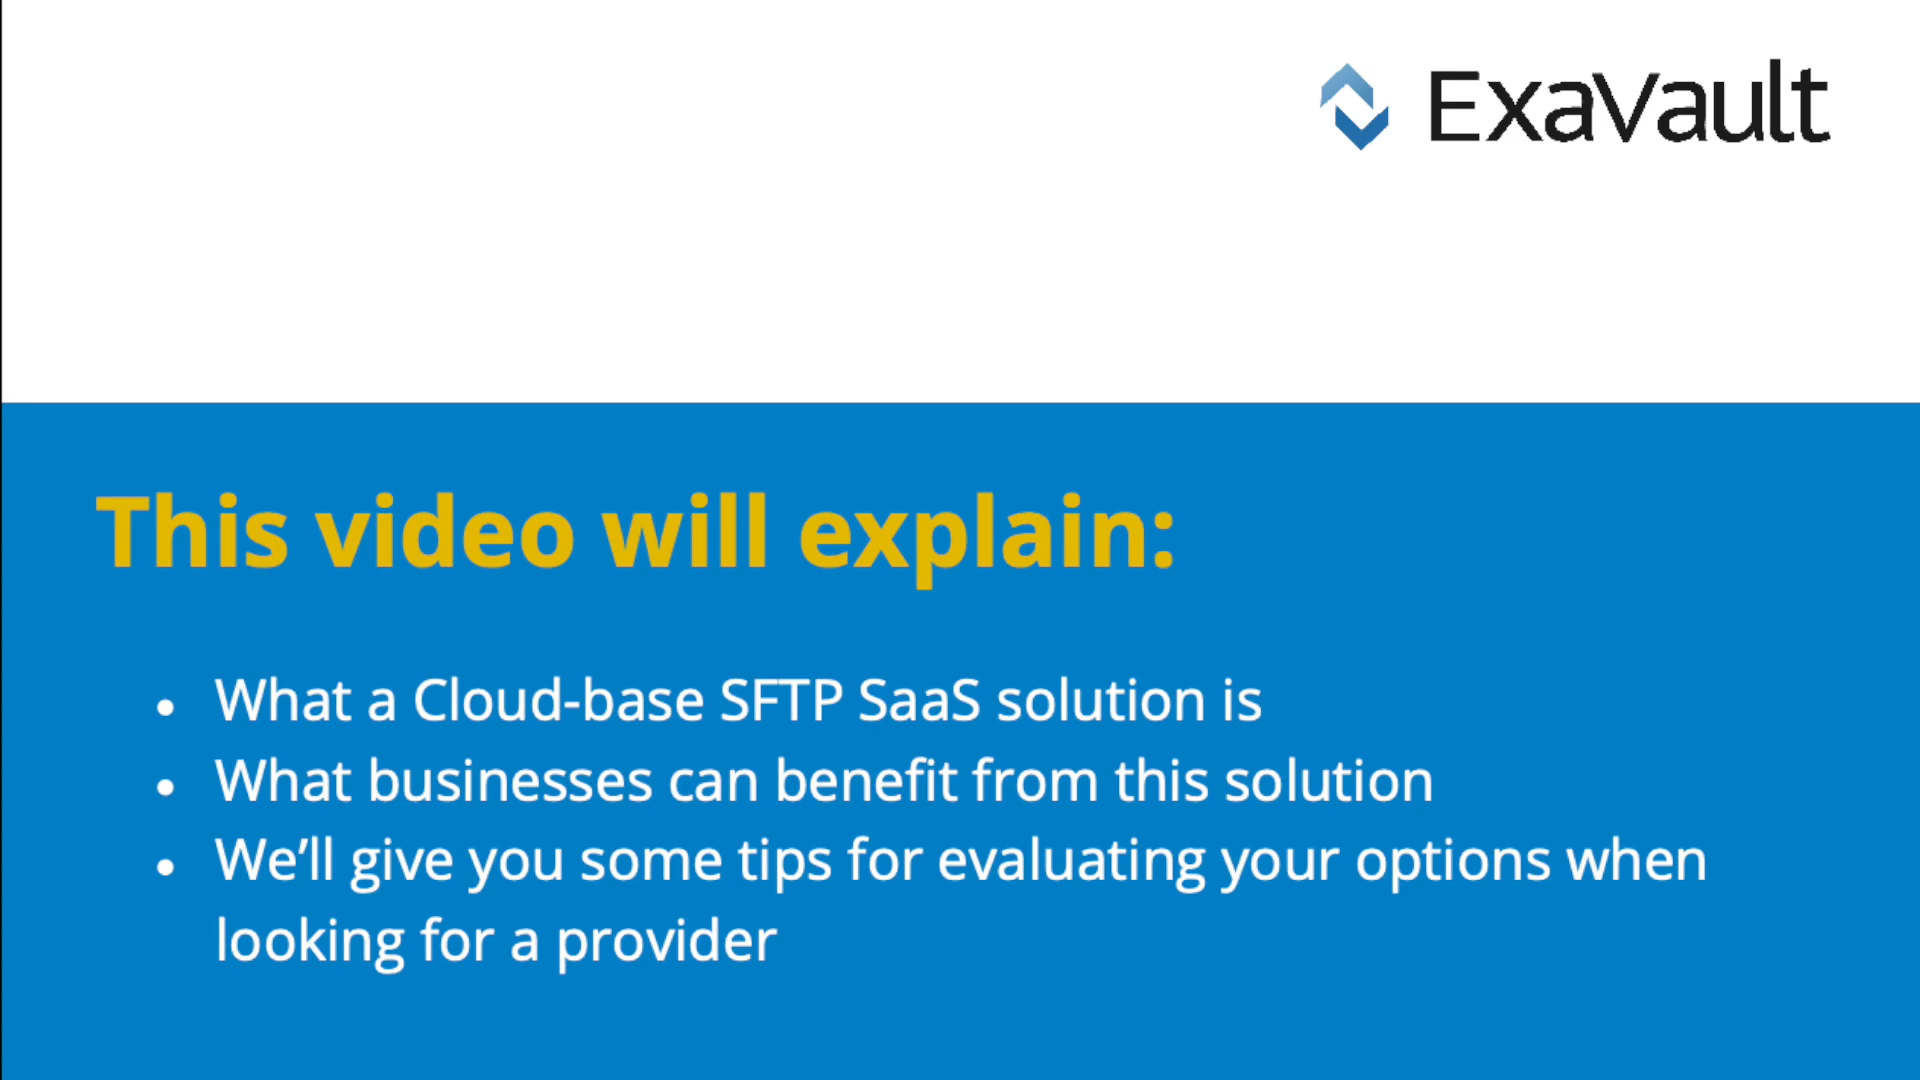 ExaVault
This video will explain:
• What a Cloud-base SFTP SaaS solution is
• What businesses can benefit from this solution
• We’ll give you some tips for evaluating your options when
looking for a provider